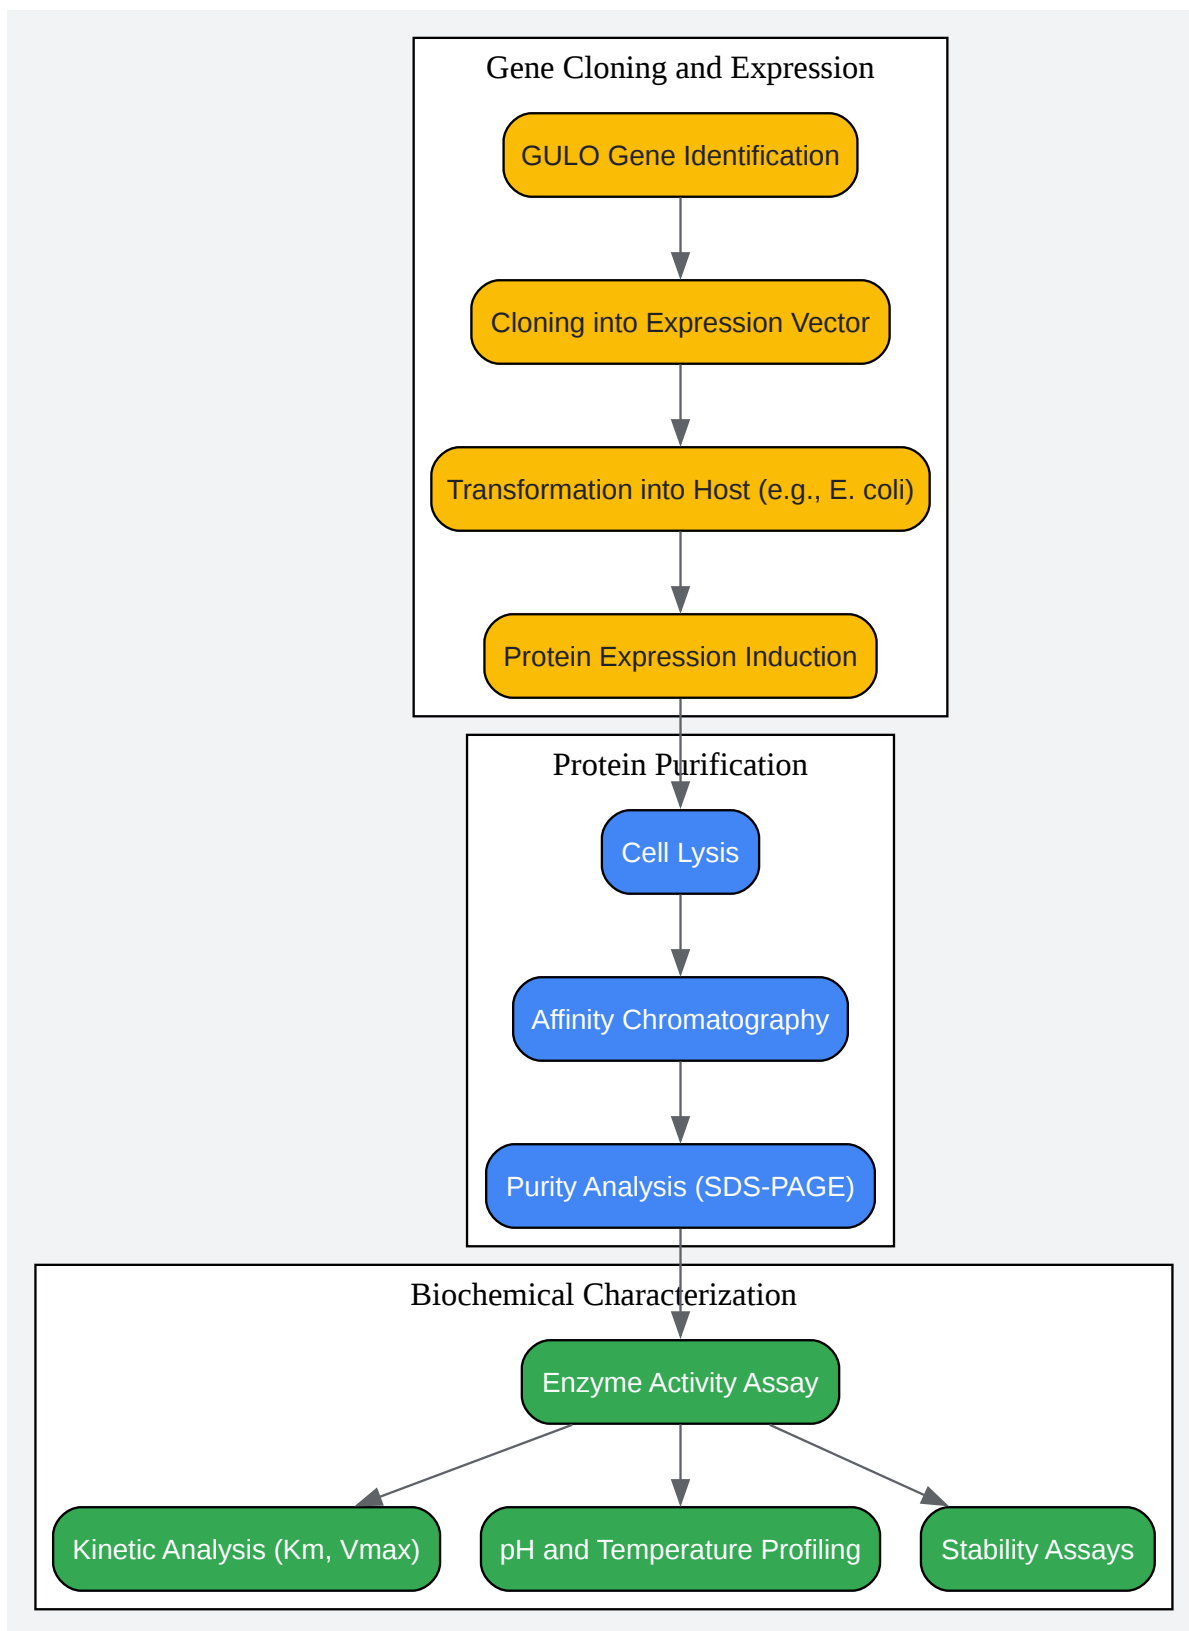 Gene Cloning and Expression
GULO Gene Identification
Cloning into Expression Vector
Transformation into Host (e.g., E. coli)
Protein Expression Induction
Protein Purification
Cell Lysis
Affinity Chromatography
Purity Analysis (SDS-PAGE)
Biochemical Characterization
Enzyme Activity Assay
Kinetic Analysis (Km, Vmax)
pH and Temperature Profiling
Stability Assays